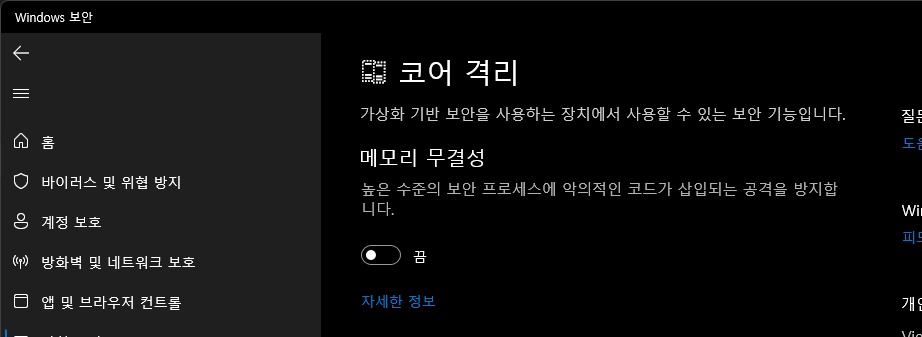 Windows 보안
홈
바이러스 및 위협 방지
계정 보호
방화벽 및 네트워크 보호
앱 및 브라우저 컨트롤
코어 격리
가상화 기반 보안을 사용하는 장치에서 사용할 수 있는 보안 기능입니다.
메모리 무결성
높은 수준의 보안 프로세스에 악의적인 코드가 삽입되는 공격을 방지합
니다.
끔
자세한 정보